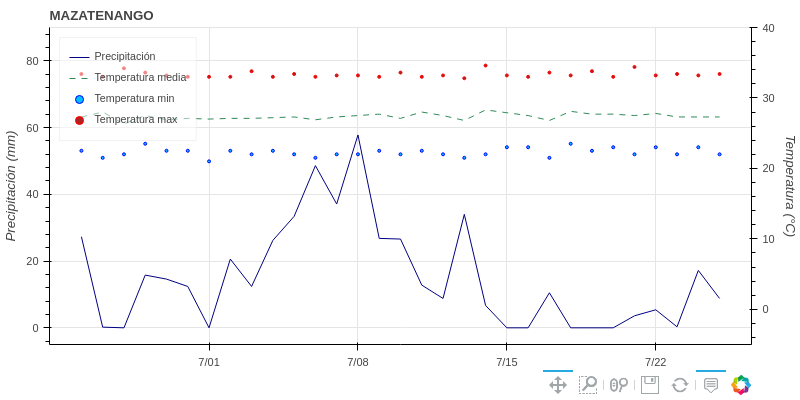 MAZATENANGO
Precipitación
Temperatura media
Temperatura min
Temperatura max
Precipitación (mm)
80
60
40
20
0
Temperatura (°C)
40
30
20
10
0
7/01
7/08
7/15
7/22